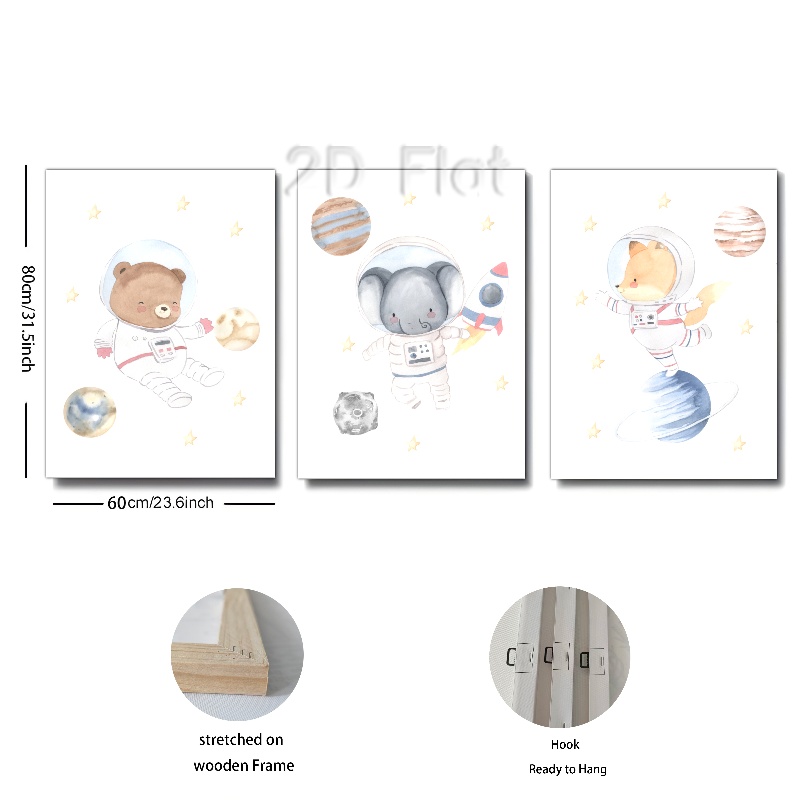 2D Flat
80cm/31.5inch
60cm/23.6inch
stretched on
wooden Frame
Hook
Ready to Hang